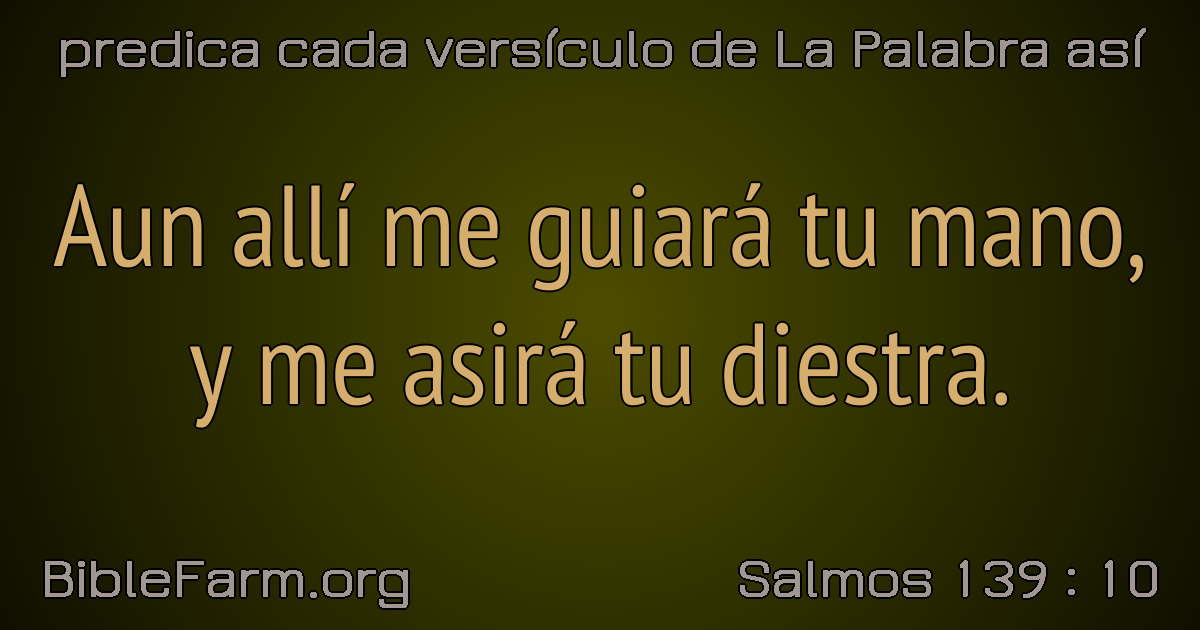 predica cada versículo de La Palabra así
Aun allí me guiará tu mano,
y me asirá tu diestra.
BibleFarm.org
Salmos 139 : 10